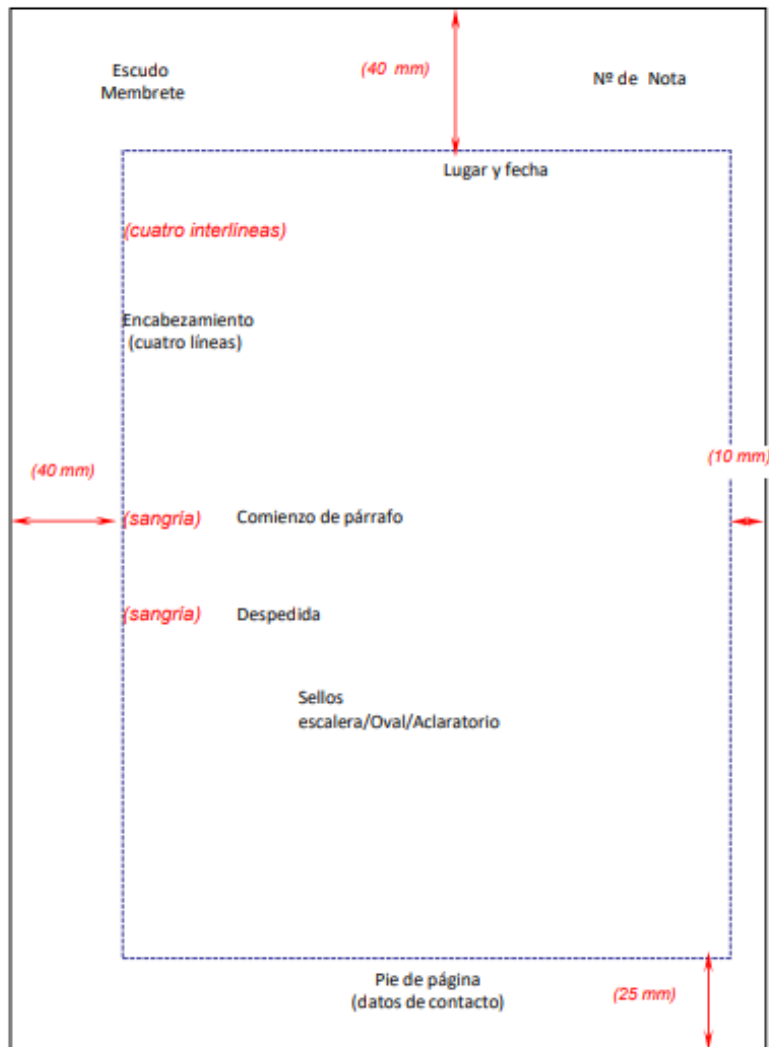 Escudo
Membrete
(40 mm)
Nº de Nota
Lugar y fecha
(cuatro interlíneas)
Encabezamiento
(cuatro líneas)
(40 mm)
(10 mm)
(sangría) Comienzo de párrafo
(sangría) Despedida
Sellos
escalera/Oval/Aclaratorio
Pie de página
(datos de contacto)
(25 mm)